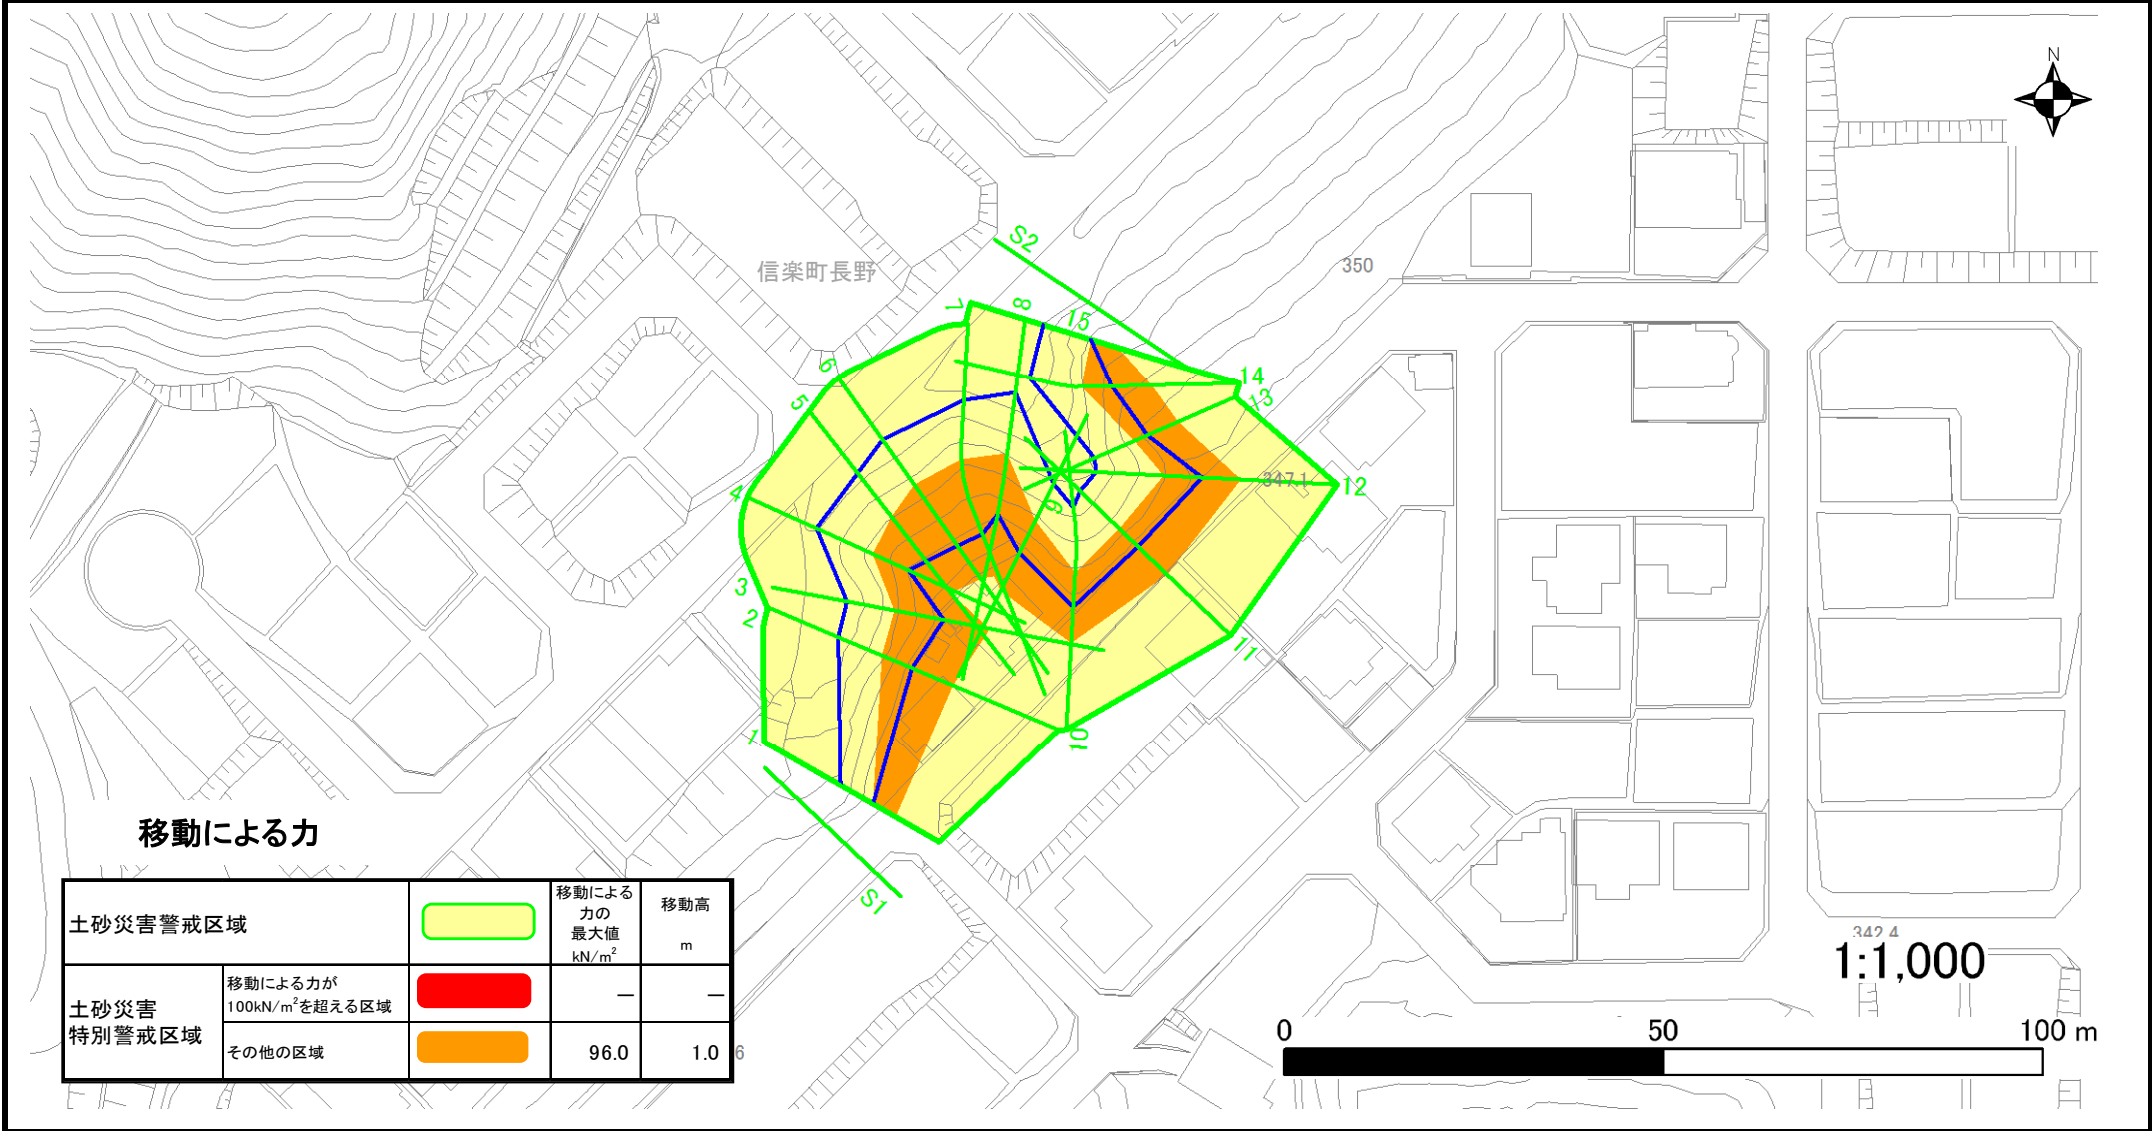 N
S2
信楽町長野
350
7
8
15
6
14
13
5
347.1
12
4
9
3
2
11
1
10
S1
移動による力
土砂災害警戒区域
移動による
力の
最大値
kN/m²
移動高
m
土砂災害
特別警戒区域
移動による力が
100kN/m²を超える区域
—
—
その他の区域
96.0
1.0
6
342.4
1:1,000
0
50
100 m